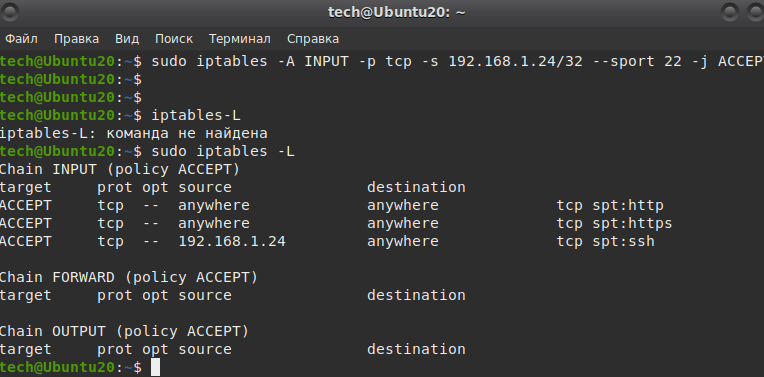 tech@Ubuntu20: ~
Файл Правка Вид Поиск Терминал Справка
tech@Ubuntu20:~$ sudo iptables -A INPUT -p tcp -s 192.168.1.24/32 --sport 22 -j ACCEP
tech@Ubuntu20:~$
tech@Ubuntu20:~$
tech@Ubuntu20:~$ iptables-L
iptables-L: команда не найдена
tech@Ubuntu20:~$ sudo iptables -L
Chain INPUT (policy ACCEPT)
target     prot opt source               destination
ACCEPT     tcp  --  anywhere             anywhere             tcp spt:http
ACCEPT     tcp  --  anywhere             anywhere             tcp spt:https
ACCEPT     tcp  --  192.168.1.24         anywhere             tcp spt:ssh
Chain FORWARD (policy ACCEPT)
target     prot opt source               destination
Chain OUTPUT (policy ACCEPT)
target     prot opt source               destination
tech@Ubuntu20:~$